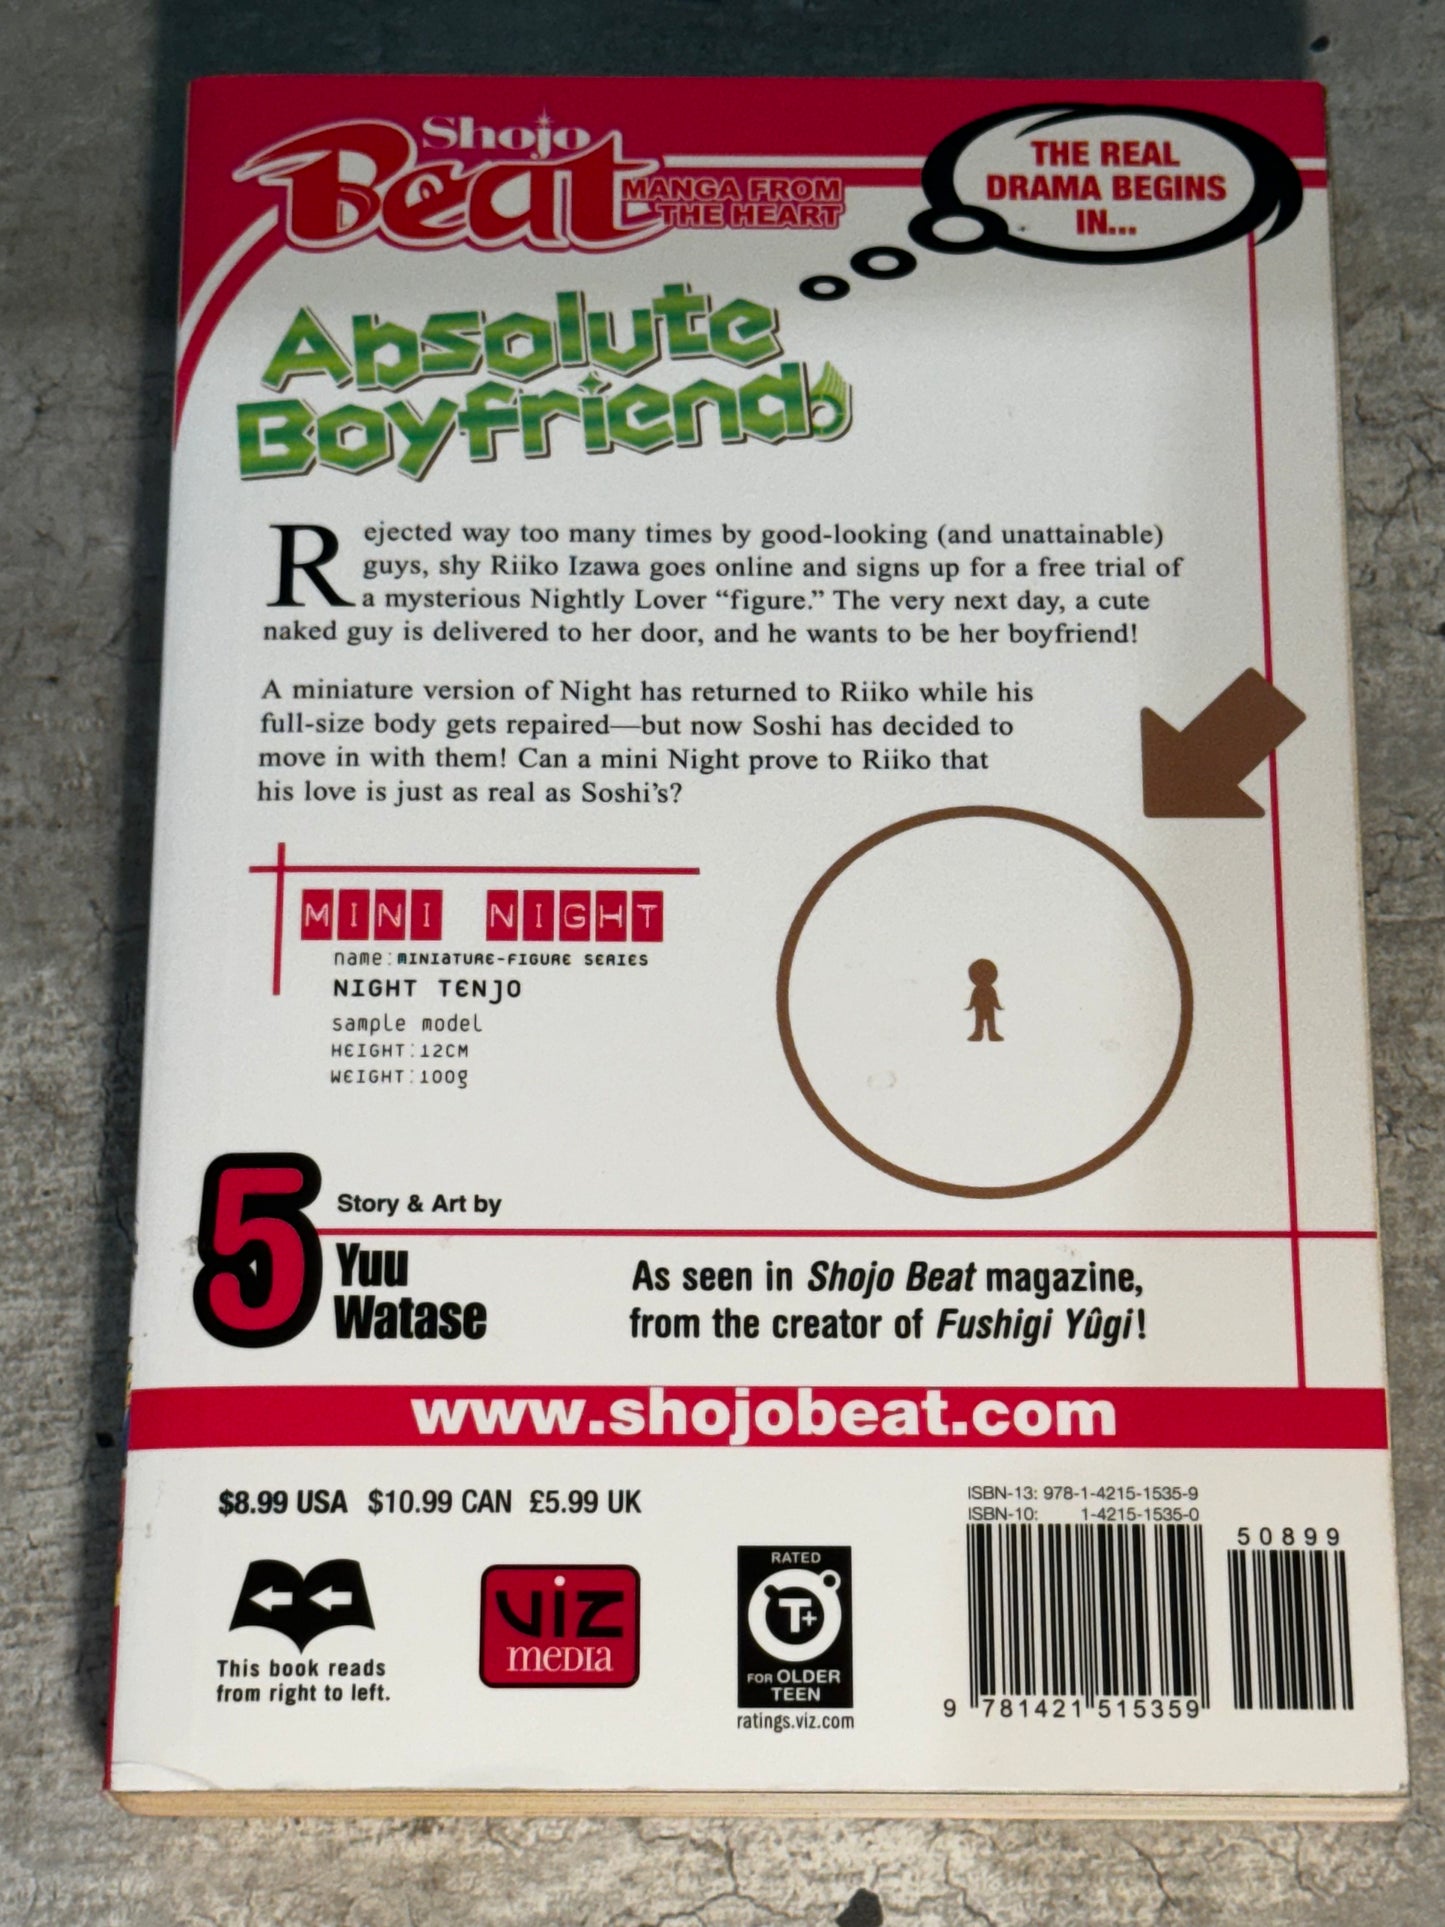 Shojo
Beat
MANGA FROM
THE HEART
THE REAL
DRAMA BEGINS
IN...
Absolute
Boyfriend
Rejected way too many times by good-looking (and unattainable)
guys, shy Riiko Izawa goes online and signs up for a free trial of
a mysterious Nightly Lover “figure.” The very next day, a cute
naked guy is delivered to her door, and he wants to be her boyfriend!
A miniature version of Night has returned to Riiko while his
full-size body gets repaired—but now Soshi has decided to
move in with them! Can a mini Night prove to Riiko that
his love is just as real as Soshi’s?
MINI NIGHT
name:MINIATURE-FIGURE SERIES
NIGHT TENJO
sample model
HEIGHT:12CM
WEIGHT:100g
5
Story & Art by
Yuu
Watase
As seen in Shojo Beat magazine,
from the creator of Fushigi Yûgi!
www.shojobeat.com
$8.99 USA $10.99 CAN £5.99 UK
ISBN-13: 978-1-4215-1535-9
ISBN-10: 1-4215-1535-0
50899
9 781421 515359
This book reads
from right to left.
VIZ
MEDIA
RATED
T+
FOR OLDER
TEEN
ratings.viz.com